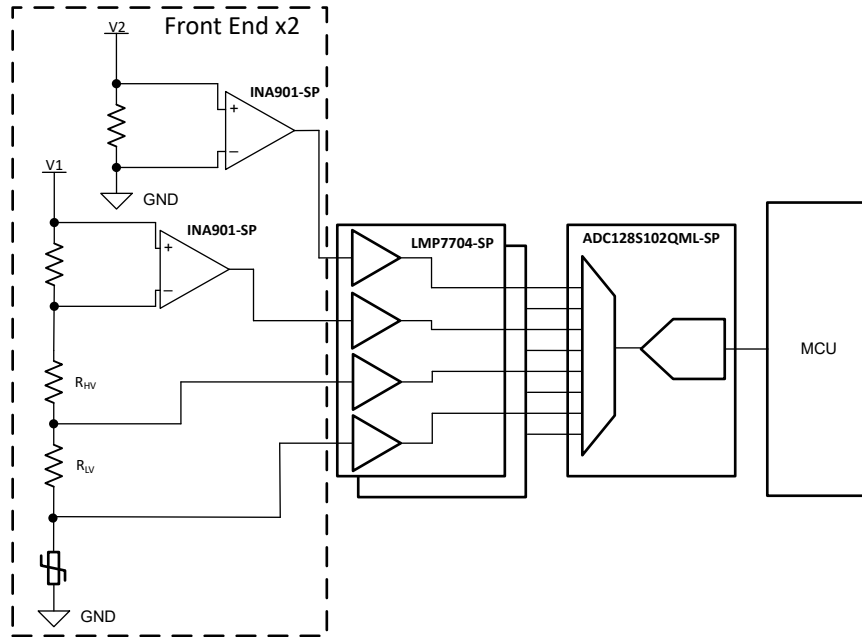 Front End x2
V2
INA901-SP
+
−
GND
V1
INA901-SP
+
−
LMP7704-SP
ADC128S102QML-SP
MCU
RHV
RLV
GND